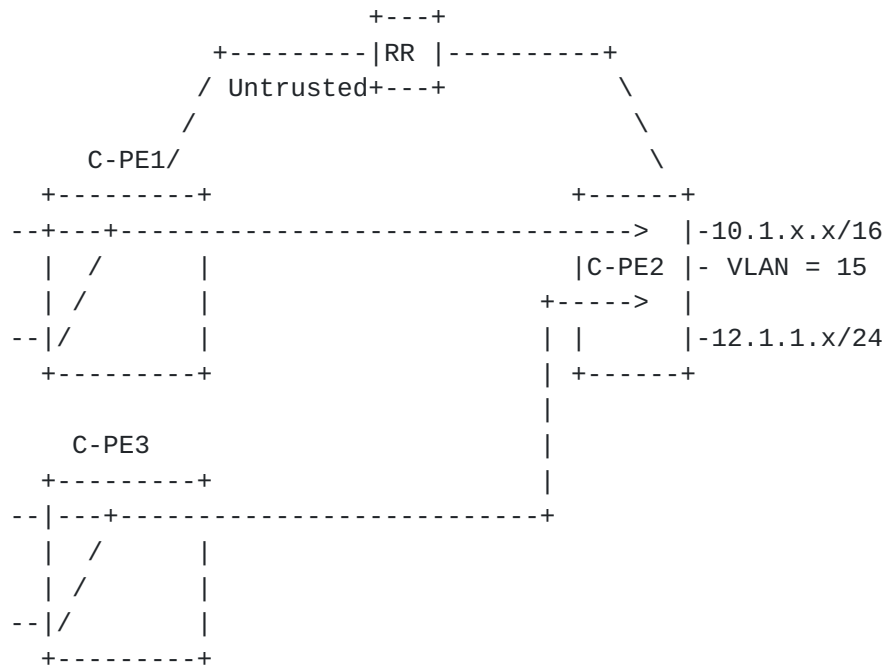 RR
Untrusted
C-PE1
10.1.x.x/16
C-PE2 VLAN = 15
12.1.1.x/24
C-PE3